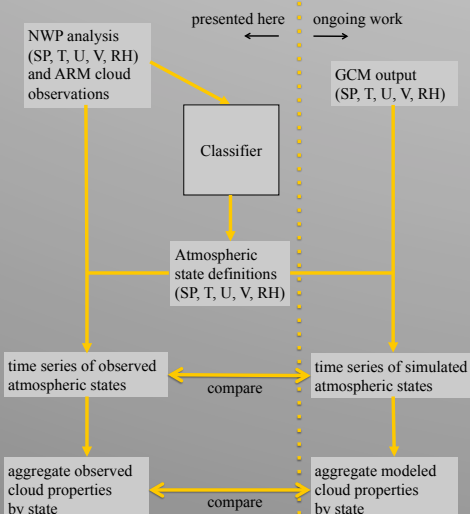 presented here
ongoing work
NWP analysis
(SP, T, U, V, RH)
and ARM cloud
observations
GCM output
(SP, T, U, V, RH)
Classifier
Atmospheric
state definitions
(SP, T, U, V, RH)
time series of observed
atmospheric states
compare
time series of simulated
atmospheric states
aggregate observed
cloud properties
by state
compare
aggregate modeled
cloud properties
by state